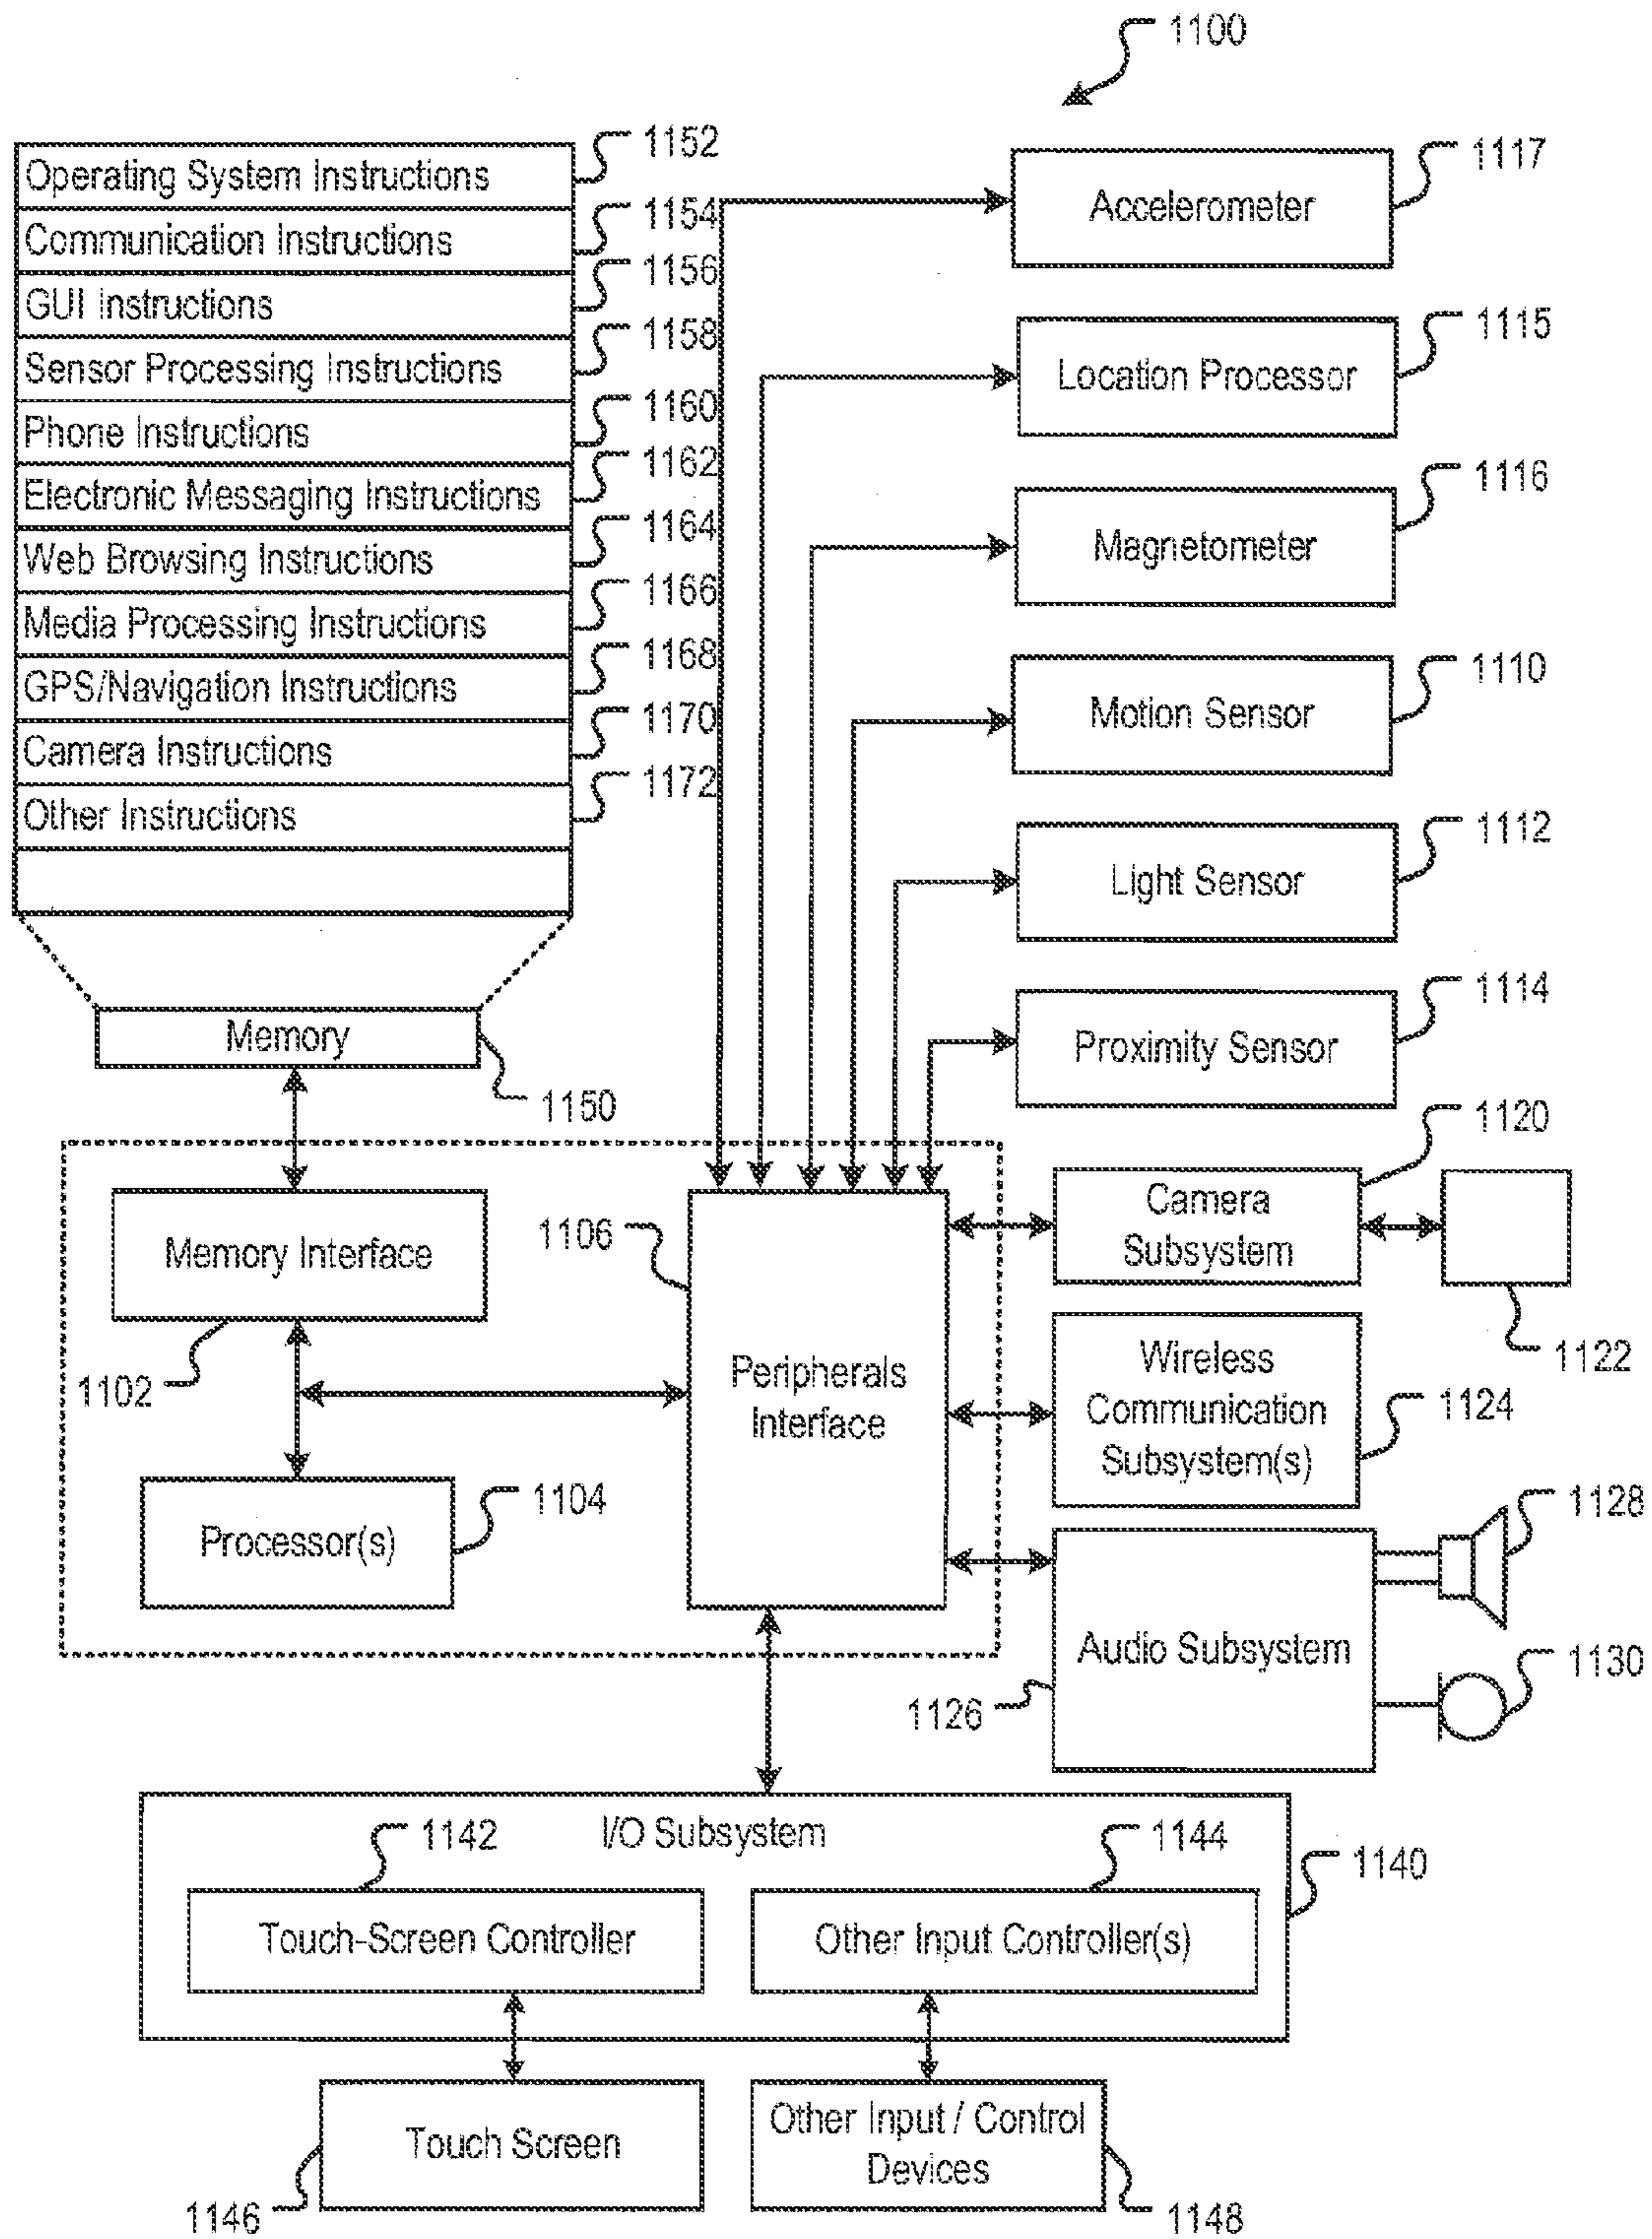 1100
Operating System Instructions
1152
Communication Instructions
1154
GUI Instructions
1156
Sensor Processing Instructions
1158
Phone Instructions
1160
Electronic Messaging Instructions
1162
Web Browsing Instructions
1164
Media Processing Instructions
1166
GPS/Navigation Instructions
1168
Camera Instructions
1170
Other Instructions
1172
Memory
1150
Accelerometer
1117
Location Processor
1115
Magnetometer
1116
Motion Sensor
1110
Light Sensor
1112
Proximity Sensor
1114
Memory Interface
1102
Processor(s)
1104
1106
Peripherals
Interface
Camera
Subsystem
1120
1122
Wireless
Communication
Subsystem(s)
1124
Audio Subsystem
1126
1128
1130
I/O Subsystem
1140
1142
Touch-Screen Controller
1144
Other Input Controller(s)
Touch Screen
1146
Other Input / Control
Devices
1148